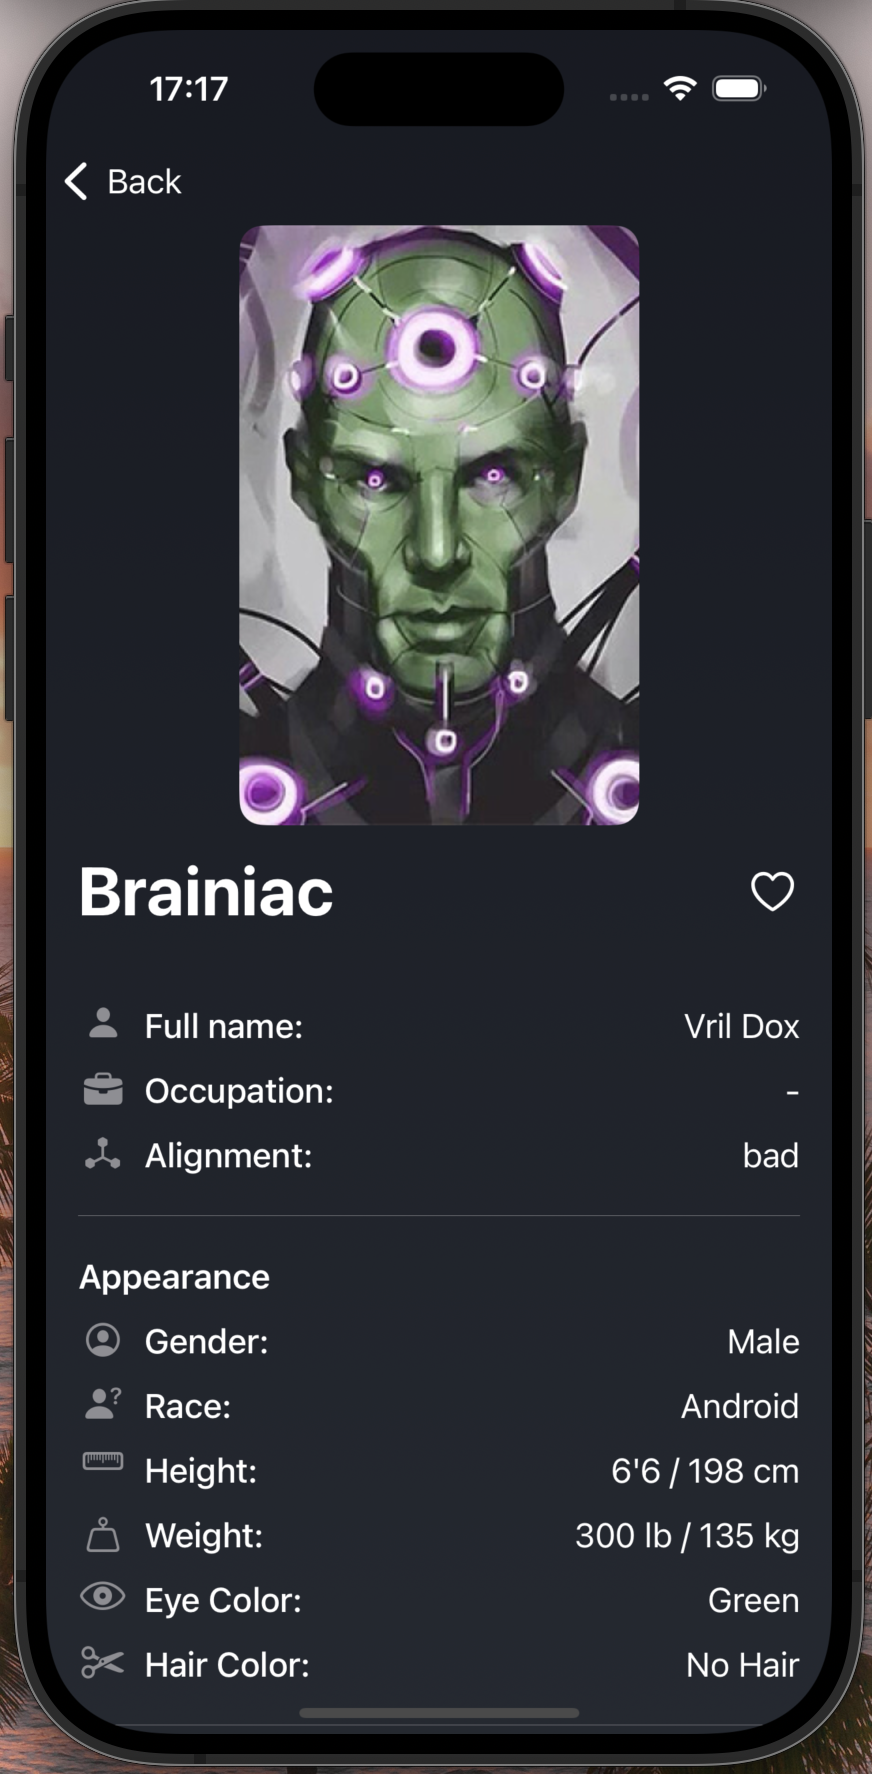 17:17
Back
Brainiac
Full name: Vril Dox
Occupation: -
Alignment: bad
Appearance
Gender: Male
Race: Android
Height: 6'6 / 198 cm
Weight: 300 lb / 135 kg
Eye Color: Green
Hair Color: No Hair